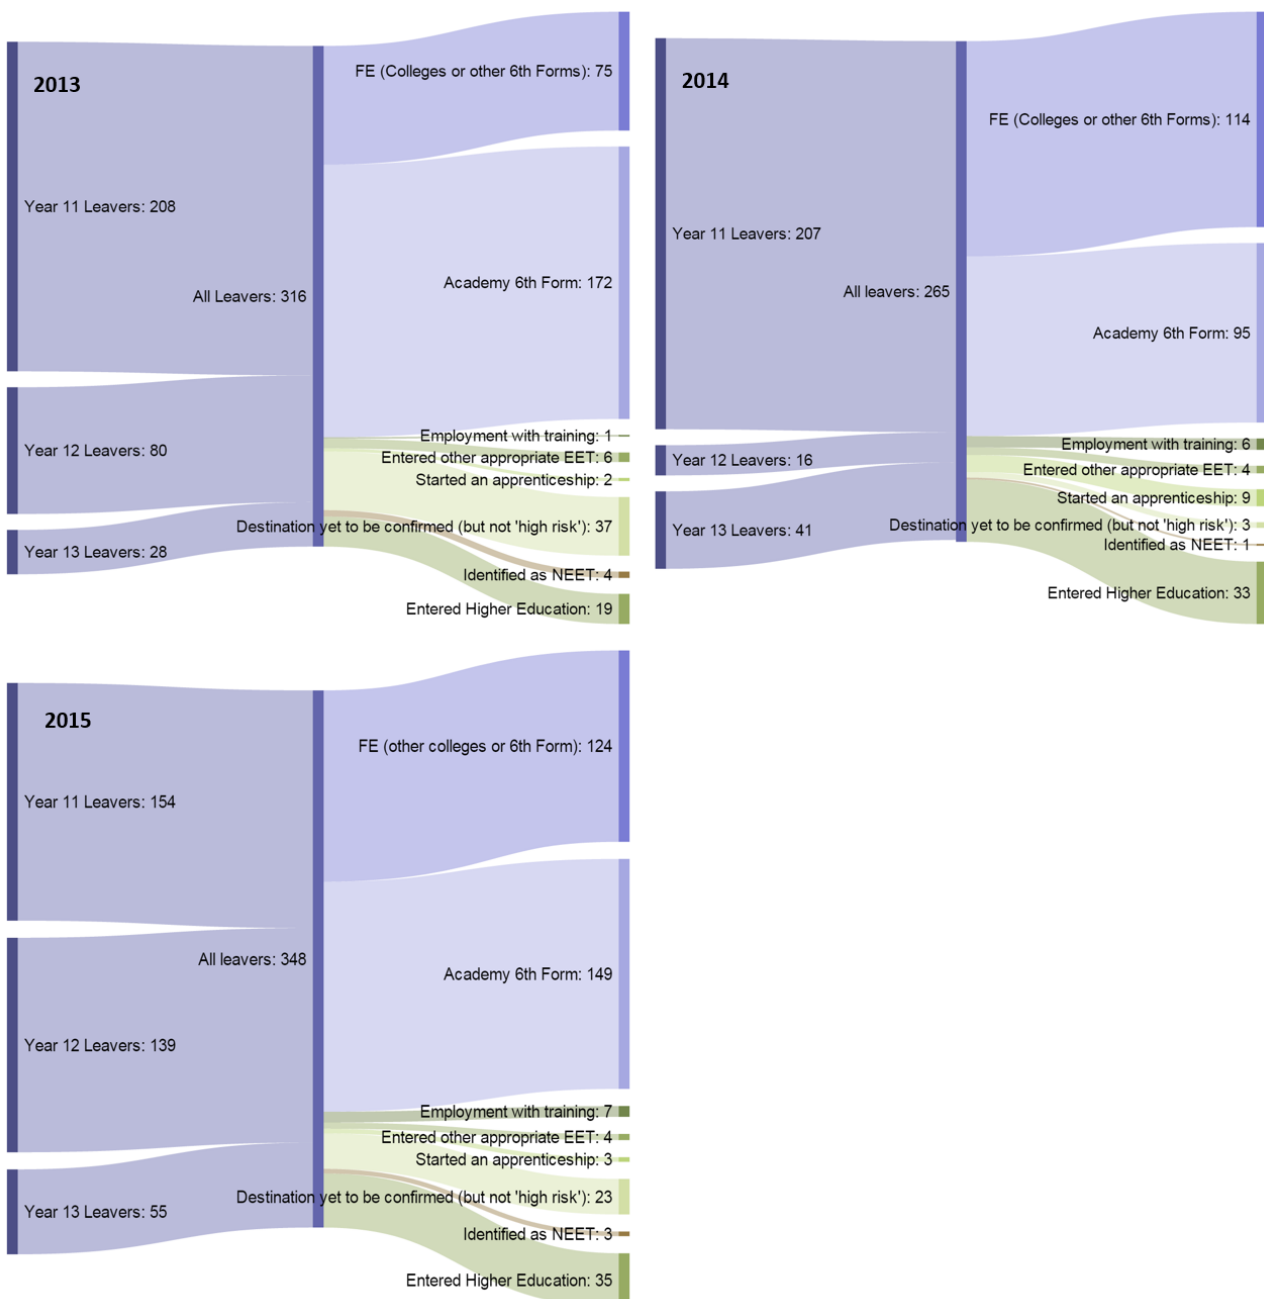 2013
Year 11 Leavers: 208
Year 12 Leavers: 80
Year 13 Leavers: 28
All Leavers: 316
FE (Colleges or other 6th Forms): 75
Academy 6th Form: 172
Employment with training: 1
Entered other appropriate EET: 6
Started an apprenticeship: 2
Destination yet to be confirmed (but not 'high risk'): 37
Identified as NEET: 4
Entered Higher Education: 19
2014
Year 11 Leavers: 207
Year 12 Leavers: 16
Year 13 Leavers: 41
All leavers: 265
FE (Colleges or other 6th Forms): 114
Academy 6th Form: 95
Employment with training: 6
Entered other appropriate EET: 4
Started an apprenticeship: 9
Destination yet to be confirmed (but not 'high risk'): 3
Identified as NEET: 1
Entered Higher Education: 33
2015
Year 11 Leavers: 154
Year 12 Leavers: 139
Year 13 Leavers: 55
All leavers: 348
FE (other colleges or 6th Form): 124
Academy 6th Form: 149
Employment with training: 7
Entered other appropriate EET: 4
Started an apprenticeship: 3
Destination yet to be confirmed (but not 'high risk'): 23
Identified as NEET: 3
Entered Higher Education: 35